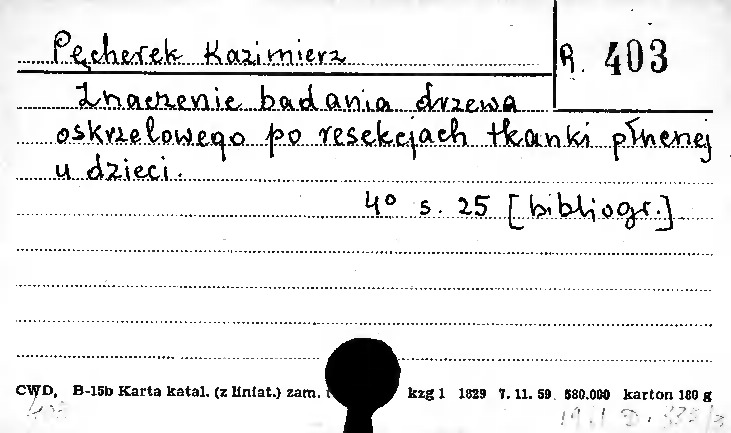 Pęcherek Kazimierz
R. 403
Znaczenie badania drzewa
oskrzelowego po resekcjach tkanki płucnej
u dzieci.
4° s. 25 [bibliogr.]
CWD, B-15b Karta katal. (z liniat.) zam. kzg 1 1829 7. 11. 59 580.000 karton 180 g